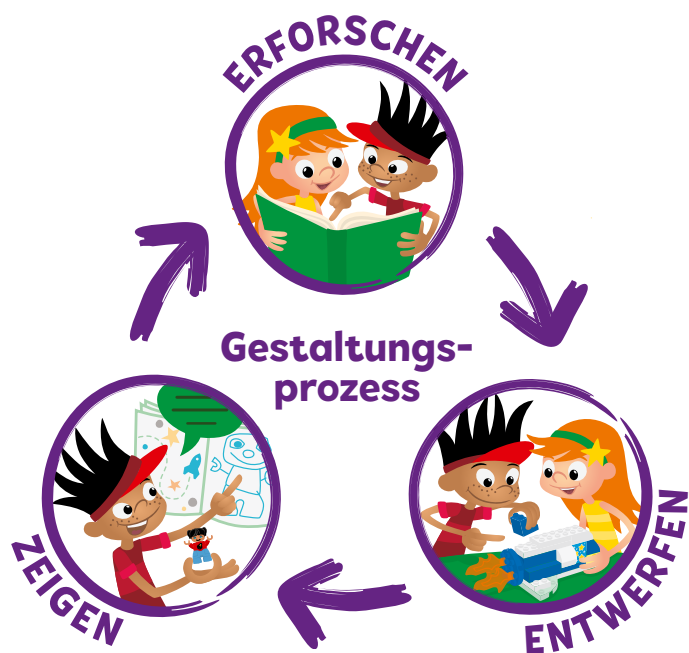 ERFORSCHEN
Gestaltungs-
prozess
ENTWERFEN
ZEIGEN